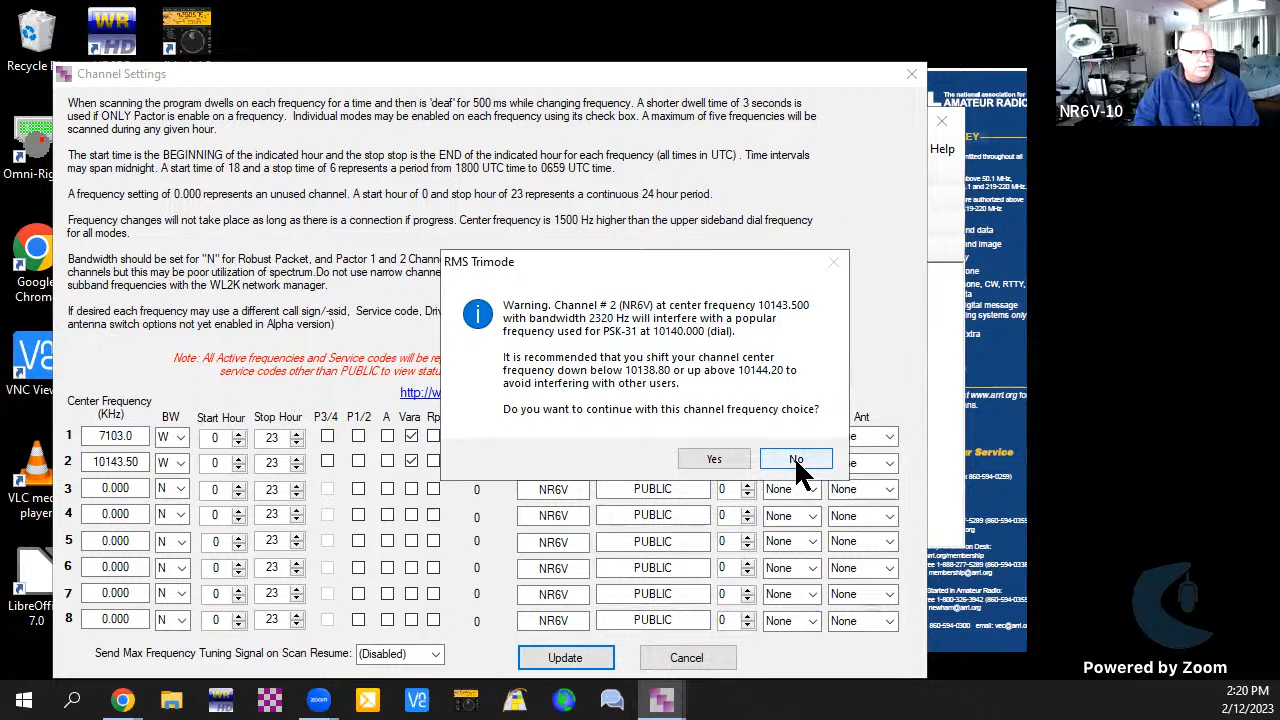 Recycle
Omni-Rig
Google
Chrom
VNC View
VLC med
player
LibreOffi
7.0
WR
HD
NR6V-10
Channel Settings
When scanning the program dwells on each frequency for a time and then is 'deaf' for 500 ms while changing frequency. A shorter dwell time of 3 seconds is
used if ONLY Pactor is enable on a frequency. Individual modes may be enabled on each frequency using its check box. A maximum of five frequencies will be
scanned during any given hour.
The start time is the BEGINNING of the indicated hour and the stop stop is the END of the indicated hour for each frequency (all times in UTC) . Time intervals
may span midnight. A start time of 18 and a stop time of 6 represents a period from 1800 UTC time to 0659 UTC time.
A frequency setting of 0.000 represents an unused channel. A start hour of 0 and stop hour of 23 represents a continuous 24 hour period.
Frequency changes will not take place as long as there is a connection if progress. Center frequency is 1500 Hz higher than the upper sideband dial frequency
for all modes.
Bandwidth should be set for "N" for Robust Packet, and Pactor 1 and 2 Chann
channels but this may be poor utilization of spectrum.Do not use narrow chann
subband frequencies with the WL2K network manager.
If desired each frequency may use a different call sign/-ssid, Service code, Driv
antenna switch options not yet enabled in Alpha version)
Note: All Active frequencies and Service codes will be re
service codes other than PUBLIC to view statu
http://w
RMS Trimode
Warning. Channel # 2 (NR6V) at center frequency 10143.500
with bandwidth 2320 Hz will interfere with a popular
frequency used for PSK-31 at 10140.000 (dial).
It is recommended that you shift your channel center
frequency down below 10138.80 or up above 10144.20 to
avoid interfering with other users.
Do you want to continue with this channel frequency choice?
Yes No
Center Frequency
(KHz) BW Start Hour Stop Hour P3/4 P1/2 A Vara Rp Ant
1 7103.0 W 0 23 e
2 10143.50 W 0 23 e
3 0.000 N 0 23 0 NR6V PUBLIC 0 None None
4 0.000 N 0 23 0 NR6V PUBLIC 0 None None
5 0.000 N 0 23 0 NR6V PUBLIC 0 None None
6 0.000 N 0 23 0 NR6V PUBLIC 0 None None
7 0.000 N 0 23 0 NR6V PUBLIC 0 None None
8 0.000 N 0 23 0 NR6V PUBLIC 0 None None
Send Max Frequency Tuning Signal on Scan Resume: (Disabled) Update Cancel
Help
The national association for
AMATEUR RADIO
Powered by Zoom
zoom
2:20 PM
2/12/2023